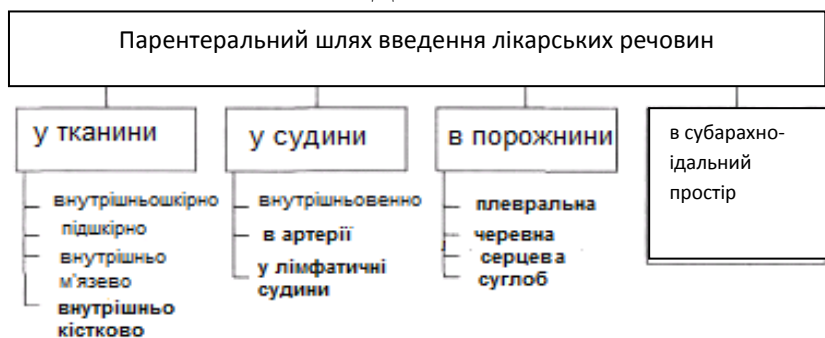 Парентеральний шлях введення лікарських речовин
у тканини
внутрішньошкірно
підшкірно
внутрішньо
м'язево
внутрішньо
кістково
у судини
внутрішньовенно
в артерії
у лімфатичні
судини
в порожнини
плевральна
черевна
серцева
суглоб
в субарахно-
ідальний
простір